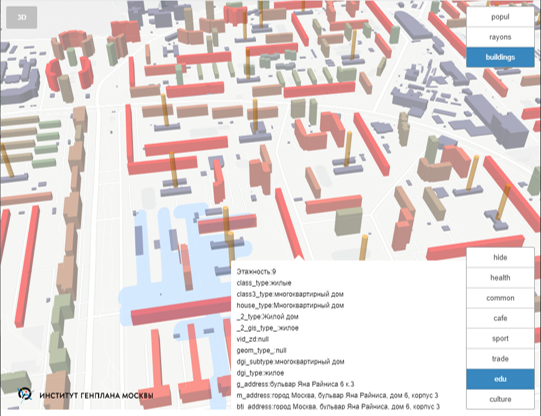 3D
popul
rayons
buildings
Этажность:9
class_type:жилые
class3_type:многоквартирный дом
house_type:Многоквартирный дом
_2_type:Жилой дом
_2_gis_type_:жилое
vid_zd:null
geom_type_:null
dgi_subtype:многоквартирный дом
dgi_type:жилое
g_address:бульвар Яна Райниса 6 к.3
m_address:город Москва, бульвар Яна Райниса, дом 6, корпус 3
bti_address:город Москва, бульвар Яна Райниса, дом 6, корпус 3
hide
health
common
cafe
sport
trade
edu
culture
ИНСТИТУТ ГЕНПЛАНА МОСКВЫ